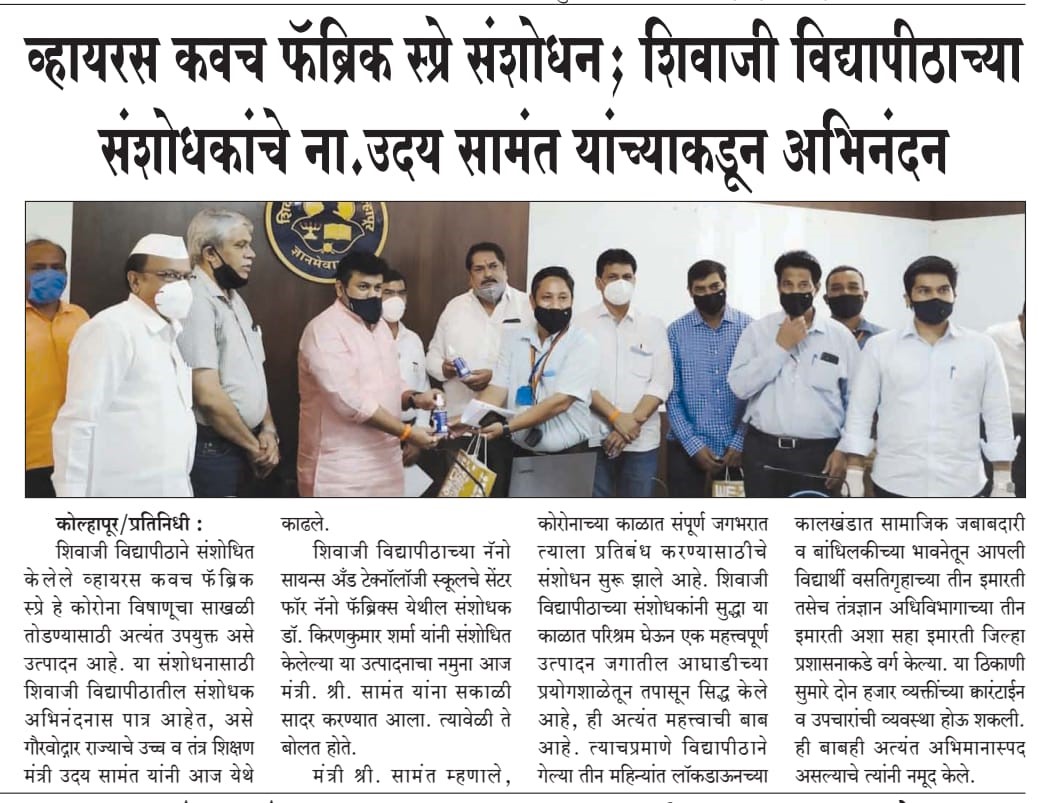 व्हायरस कवच फॅब्रिक स्प्रे संशोधन; शिवाजी विद्यापीठाच्या
संशोधकांचे ना.उदय सामंत यांच्याकडून अभिनंदन
ज्ञानमेवा
कोल्हापूर/प्रतिनिधी :
शिवाजी विद्यापीठाने संशोधित
केलेले व्हायरस कवच फॅब्रिक
स्प्रे हे कोरोना विषाणूचा साखळी
तोडण्यासाठी अत्यंत उपयुक्त असे
उत्पादन आहे. या संशोधनासाठी
शिवाजी विद्यापीठातील संशोधक
अभिनंदनास पात्र आहेत, असे
गौरवोद्गार राज्याचे उच्च व तंत्र शिक्षण
मंत्री उदय सामंत यांनी आज येथे
काढले.
शिवाजी विद्यापीठाच्या नॅनो
सायन्स अँड टेक्नॉलॉजी स्कूलचे सेंटर
फॉर नॅनो फॅब्रिक्स येथील संशोधक
डॉ. किरणकुमार शर्मा यांनी संशोधित
केलेल्या या उत्पादनाचा नमुना आज
मंत्री. श्री. सामंत यांना सकाळी
सादर करण्यात आला. त्यावेळी ते
बोलत होते.
मंत्री श्री. सामंत म्हणाले,
कोरोनाच्या काळात संपूर्ण जगभरात
त्याला प्रतिबंध करण्यासाठीचे
संशोधन सुरू झाले आहे. शिवाजी
विद्यापीठाच्या संशोधकांनी सुद्धा या
काळात परिश्रम घेऊन एक महत्त्वपूर्ण
उत्पादन जगातील आघाडीच्या
प्रयोगशाळेतून तपासून सिद्ध केले
आहे, ही अत्यंत महत्त्वाची बाब
आहे. त्याचप्रमाणे विद्यापीठाने
गेल्या तीन महिन्यांत लॉकडाऊनच्या
कालखंडात सामाजिक जबाबदारी
व बांधिलकीच्या भावनेतून आपली
विद्यार्थी वसतिगृहाच्या तीन इमारती
तसेच तंत्रज्ञान अधिविभागाच्या तीन
इमारती अशा सहा इमारती जिल्हा
प्रशासनाकडे वर्ग केल्या. या ठिकाणी
सुमारे दोन हजार व्यक्तींच्या क्वारंटाईन
व उपचारांची व्यवस्था होऊ शकली.
ही बाबही अत्यंत अभिमानास्पद
असल्याचे त्यांनी नमूद केले.